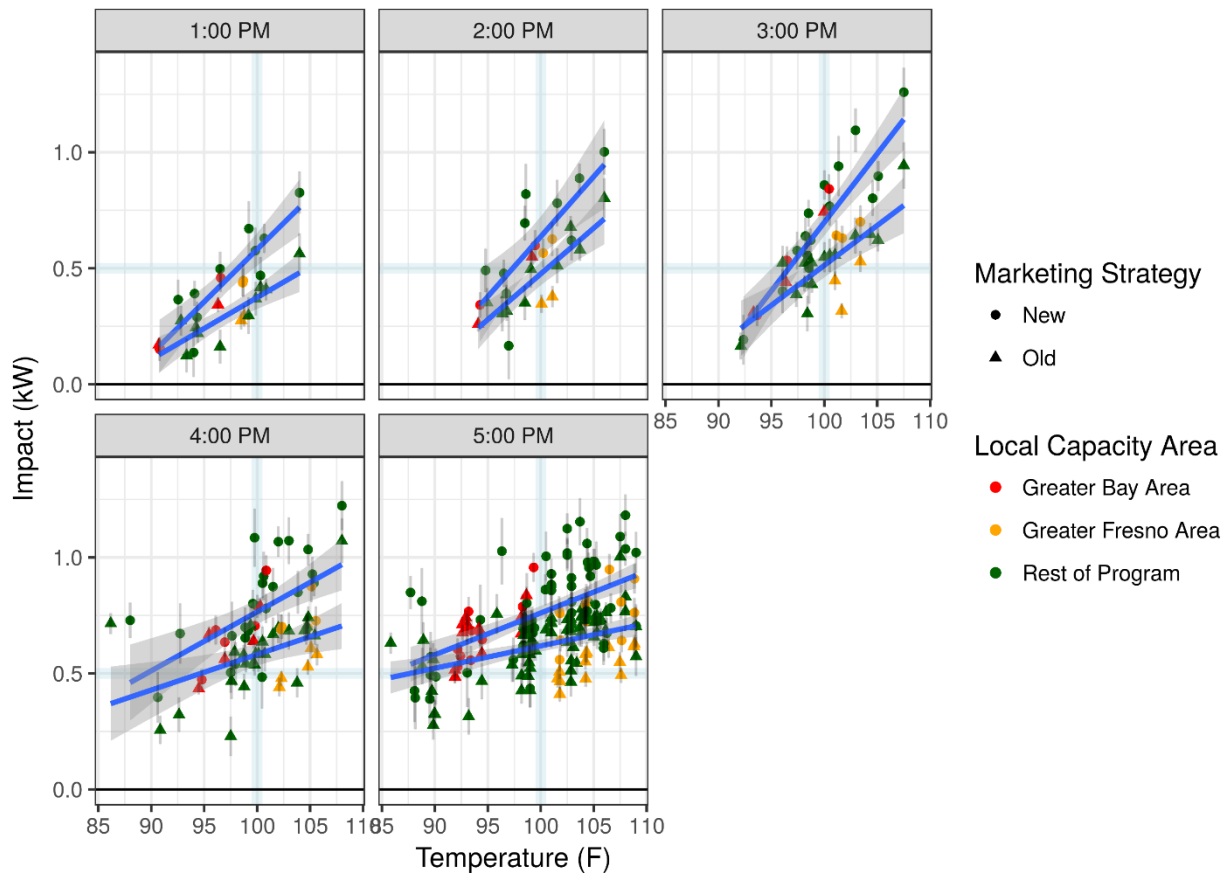 1:00 PM
2:00 PM
3:00 PM
1.0
0.5
0.0
85 90 95 100 105 110
4:00 PM
5:00 PM
1.0
0.5
0.0
85 90 95 100 105 110
85 90 95 100 105 110
Impact (kW)
Temperature (F)
Marketing Strategy
New
Old
Local Capacity Area
Greater Bay Area
Greater Fresno Area
Rest of Program